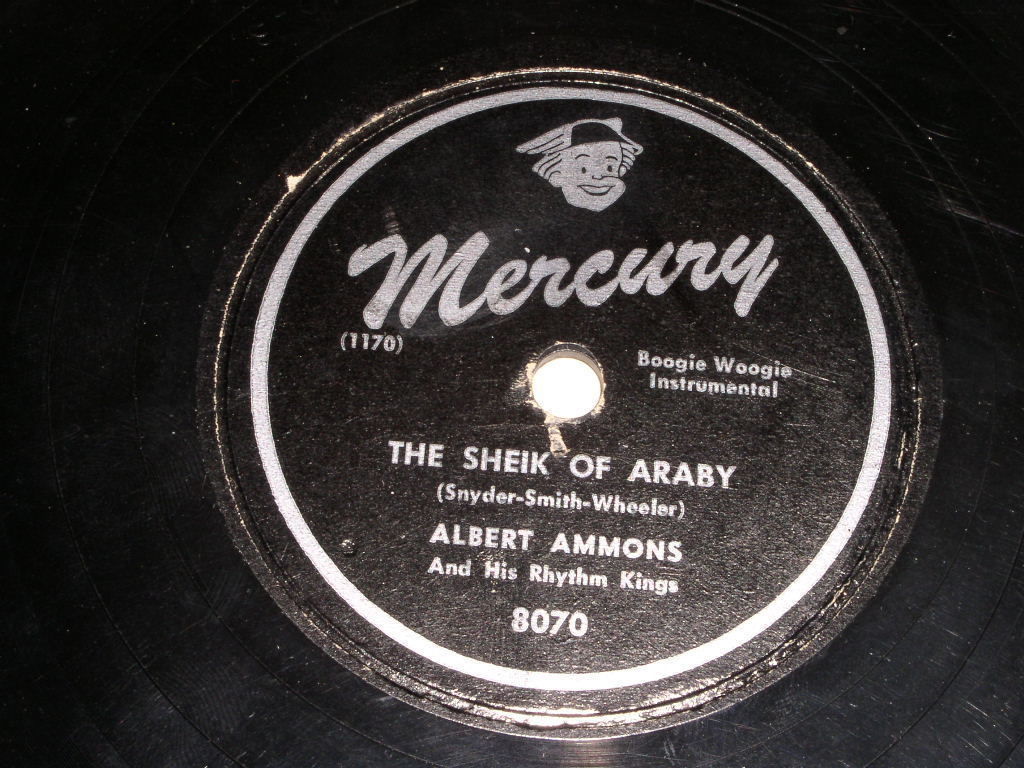 Mercury
(1170)
Boogie Woogie
Instrumental
THE SHEIK OF ARABY
(Snyder-Smith-Wheeler)
ALBERT AMMONS
And His Rhythm Kings
8070